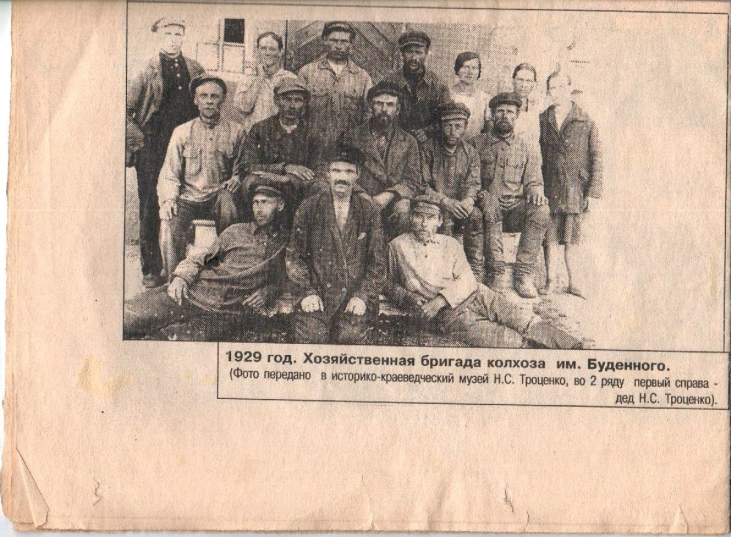 1929 год. Хозяйственная бригада колхоза им. Буденного.
(Фото передано в историко-краеведческий музей Н.С. Троценко, во 2 ряду первый справа -
дед Н.С. Троценко).